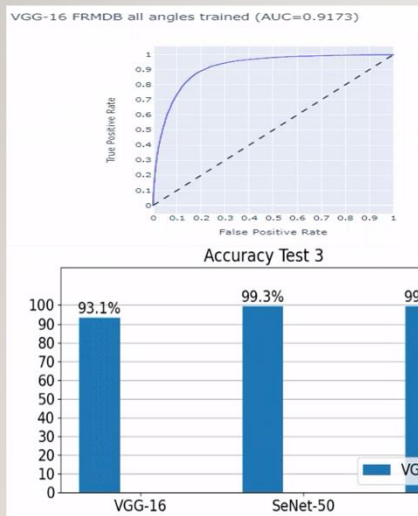 VGG-16 FRMDB all angles trained (AUC=0.9173)
1
0.9
0.8
0.7
0.6
0.5
0.4
0.3
0.2
0.1
0
True Positive Rate
0 0.1 0.2 0.3 0.4 0.5 0.6 0.7 0.8 0.9 1
False Positive Rate
Accuracy Test 3
93.1% 99.3% 99
100
90
80
70
60
50
40
30
20
10
0
VG
VGG-16 SeNet-50